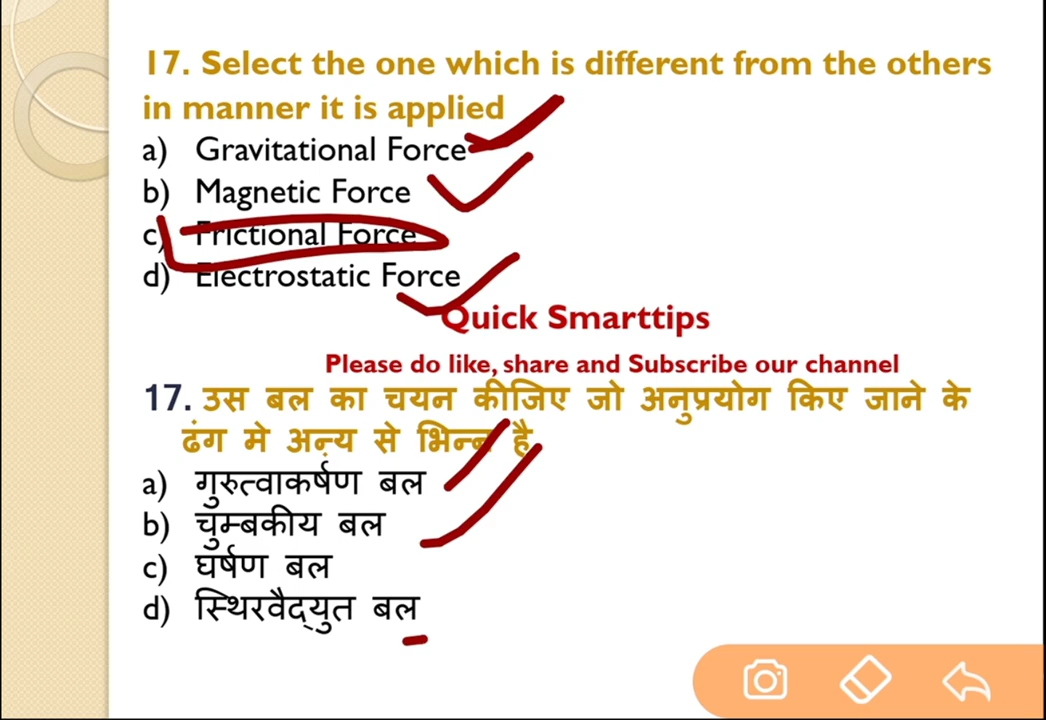 17. Select the one which is different from the others
in manner it is applied
a) Gravitational Force
b) Magnetic Force
c) Frictional Force
d) Electrostatic Force
Quick Smarttips
Please do like, share and Subscribe our channel
17. उस बल का चयन कीजिए जो अनुप्रयोग किए जाने के
ढंग मे अन्य़ से भिन्न है
a) गुरुत्वाकर्षण बल
b) चुम्बकीय बल
c) घर्षण बल
d) स्थिरवैद्युत बल